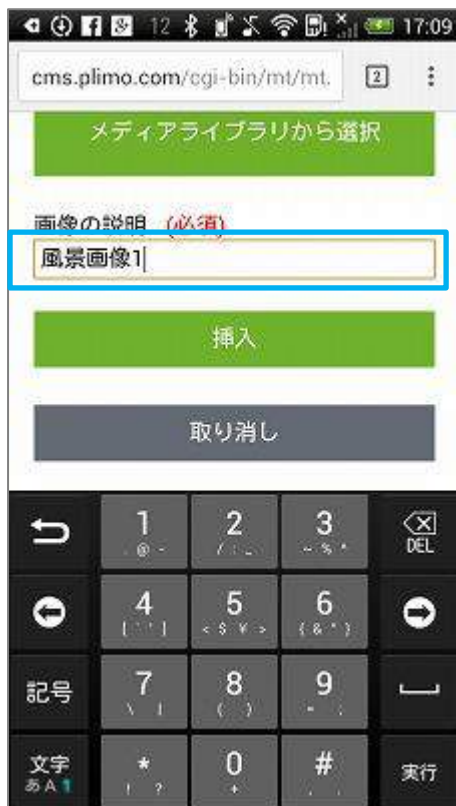 12 17:09
cms.plimo.com/cgi-bin/mt/mt. 2
メディアライブラリから選択
画像の説明 (必須)
風景画像1
挿入
取り消し
1 2 3 DEL
. @ - / : _ ~ % ^
4 5 6
[ ` ' ] < $ ¥ > { & " }
記号 7 8 9
\ | ( ) = ;
文字 * 0 # 実行
あA1 ! ? + , .